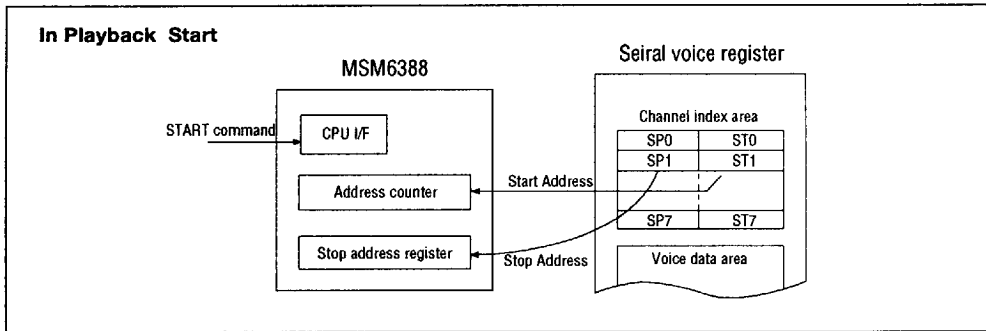 In Playback Start
Seiral voice register
MSM6388
Channel index area
START command
CPU I/F
SP0 ST0
SP1 ST1
Start Address
Address counter
SP7 ST7
Stop address register
Stop Address
Voice data area